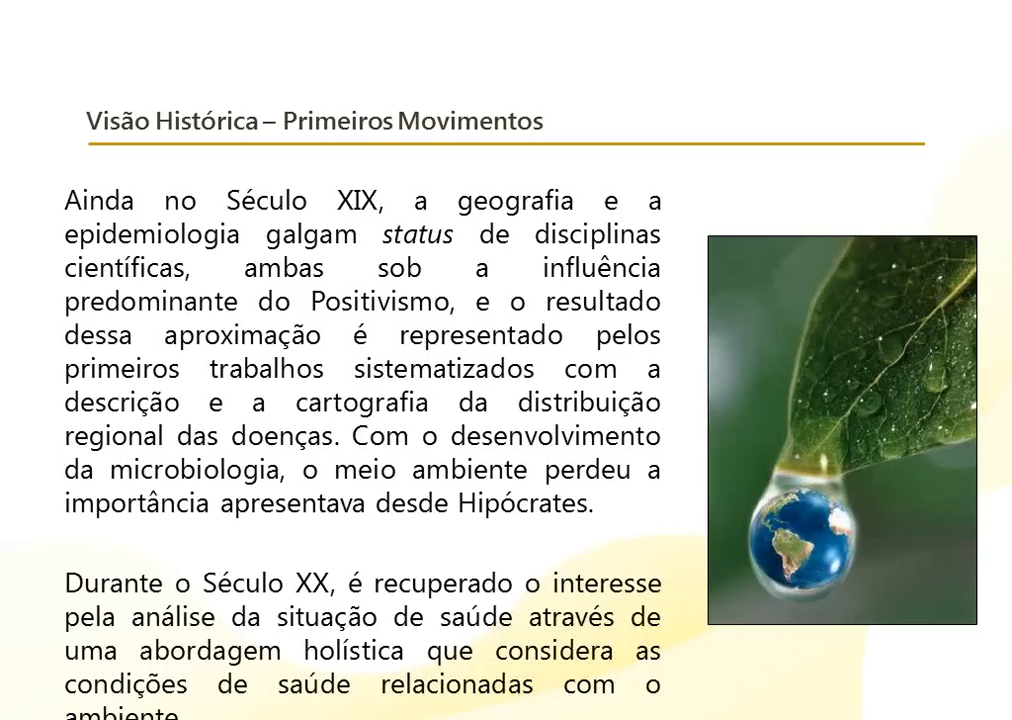 Visão Histórica – Primeiros Movimentos
Ainda no Século XIX, a geografia e a
epidemiologia galgam status de disciplinas
científicas, ambas sob a influência
predominante do Positivismo, e o resultado
dessa aproximação é representado pelos
primeiros trabalhos sistematizados com a
descrição e a cartografia da distribuição
regional das doenças. Com o desenvolvimento
da microbiologia, o meio ambiente perdeu a
importância apresentava desde Hipócrates.
Durante o Século XX, é recuperado o interesse
pela análise da situação de saúde através de
uma abordagem holística que considera as
condições de saúde relacionadas com o
ambiente